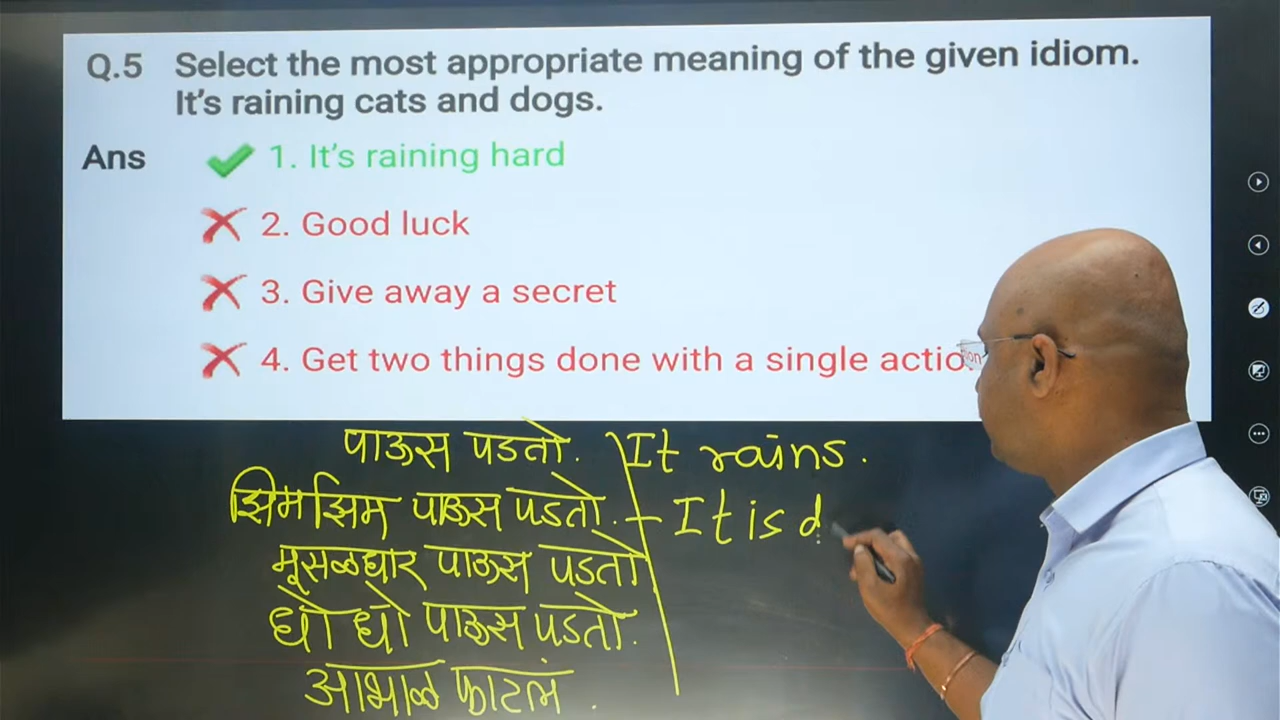 Q.5 Select the most appropriate meaning of the given idiom.
It's raining cats and dogs.
Ans 1. It's raining hard
2. Good luck
3. Give away a secret
4. Get two things done with a single action
पाऊस पडतो. It rains.
झिमझिम पाऊस पडतो. It is d
मूसळधार पाऊस पडतो
धो धो पाऊस पडतो.
आभाळ फाटलं .